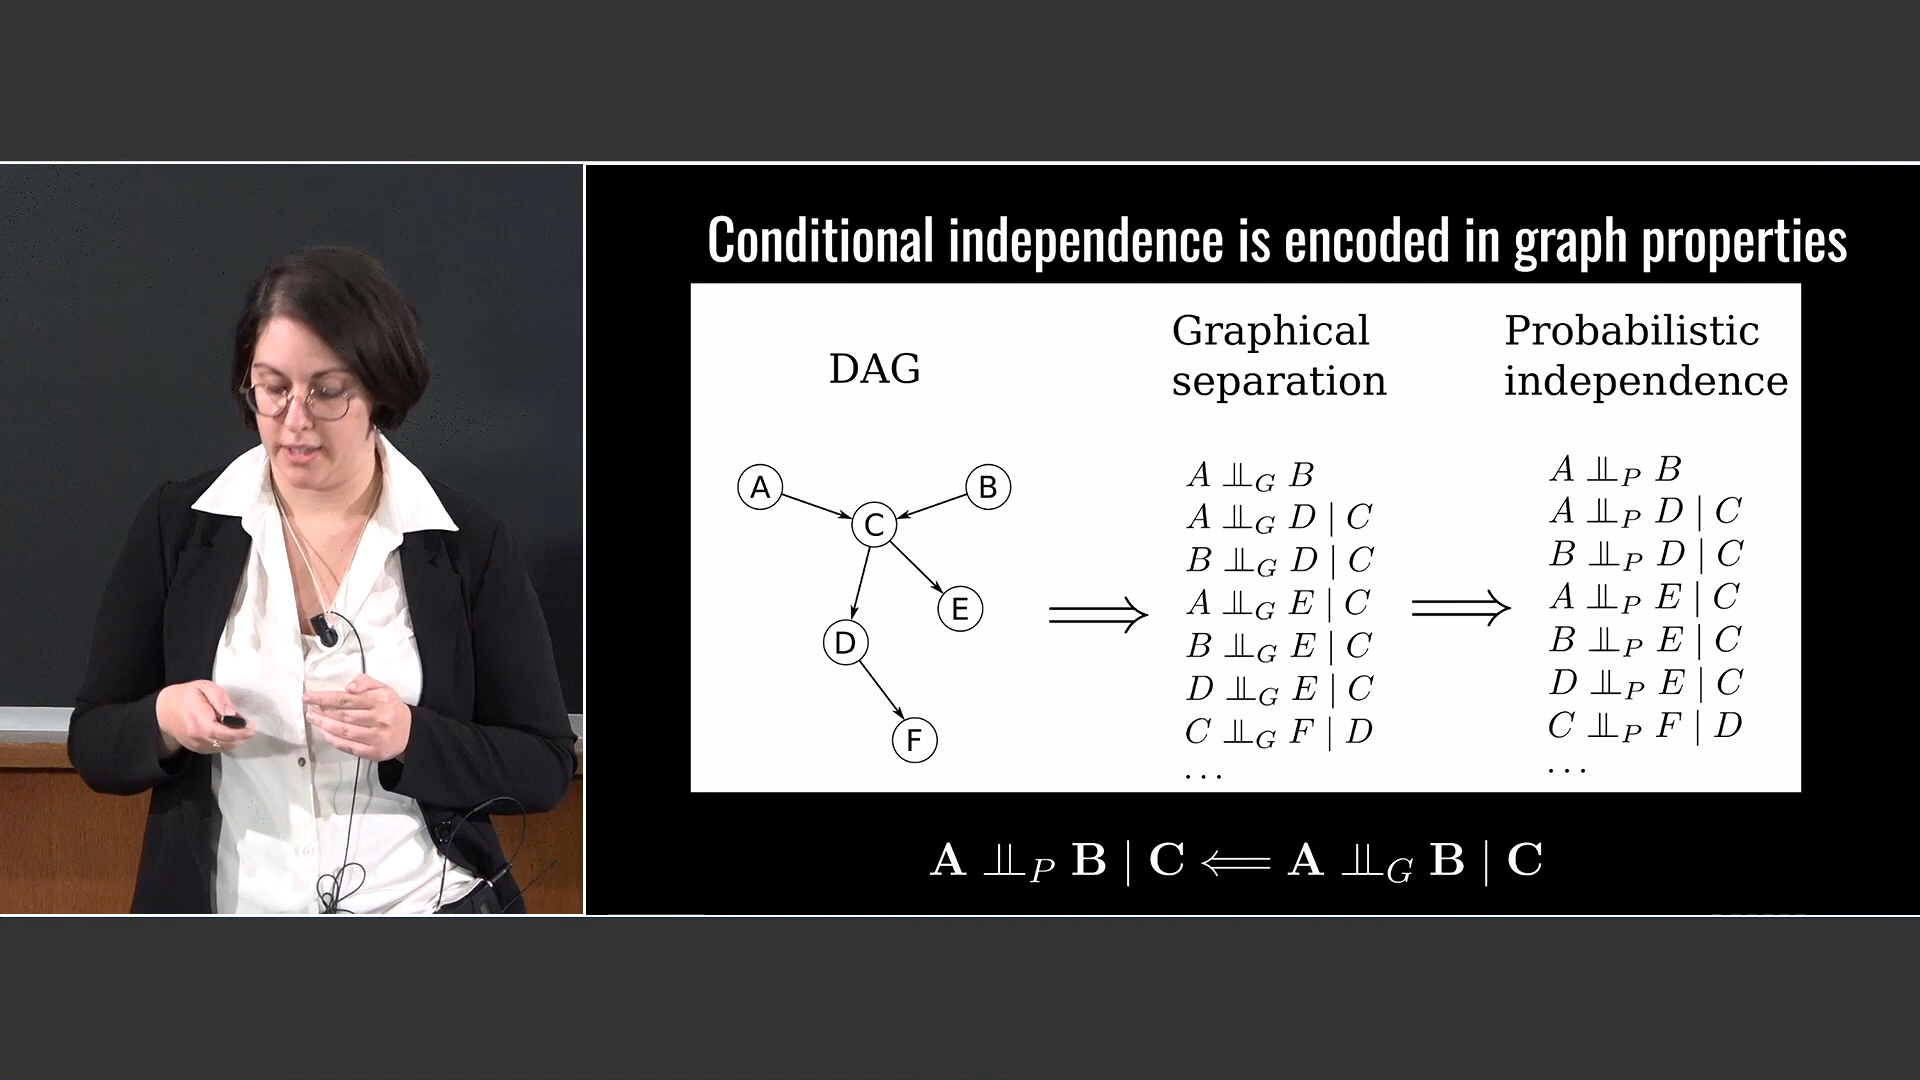 Conditional independence is encoded in graph properties
DAG
A
B
C
E
D
F
Graphical
separation
A ⫫_G B
A ⫫_G D | C
B ⫫_G D | C
A ⫫_G E | C
B ⫫_G E | C
D ⫫_G E | C
C ⫫_G F | D
...
Probabilistic
independence
A ⫫_P B
A ⫫_P D | C
B ⫫_P D | C
A ⫫_P E | C
B ⫫_P E | C
D ⫫_P E | C
C ⫫_P F | D
...
A ⫫_P B | C ⟸ A ⫫_G B | C